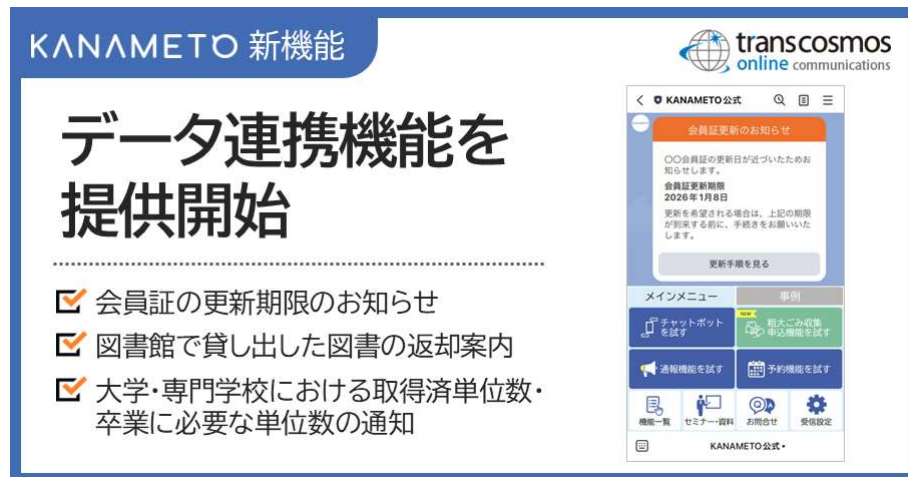 KANAMETO 新機能
transcosmos
online communications
データ連携機能を
提供開始
会員証の更新期限のお知らせ
図書館で貸し出した図書の返却案内
大学・専門学校における取得済単位数・
卒業に必要な単位数の通知
KANAMETO公式
会員証更新のお知らせ
〇〇会員証の更新日が近づいたためお
知らせします。
会員証更新期限
2026年1月8日
更新を希望される場合は、上記の期限
が到来する前に、手続きをお願いいた
します。
更新手順を見る
メインメニュー
事例
チャットボット
を試す
NEW
粗大ごみ収集
申込機能を試す
通報機能を試す
予約機能を試す
機能一覧
セミナー・資料
お問合せ
受信設定
KANAMETO公式・